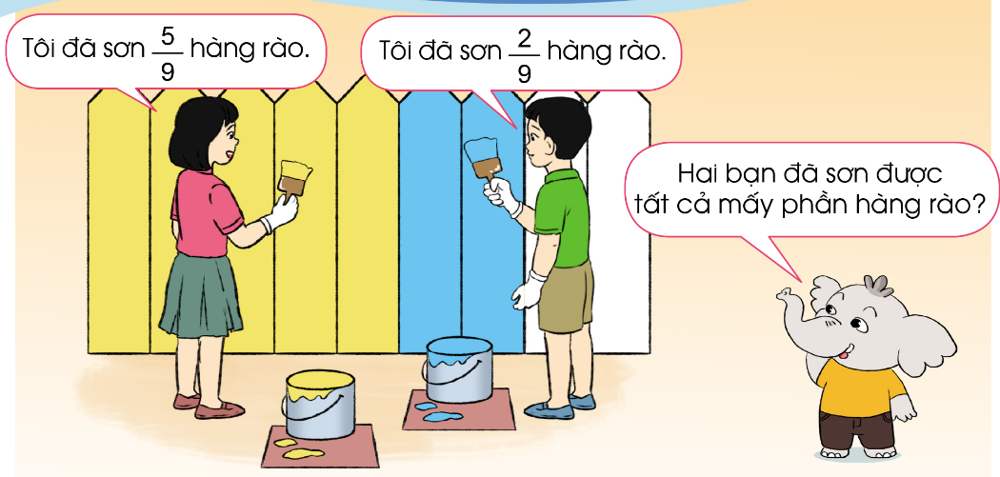 Tôi đã sơn 5/9 hàng rào.
Tôi đã sơn 2/9 hàng rào.
Hai bạn đã sơn được
tất cả mấy phần hàng rào?